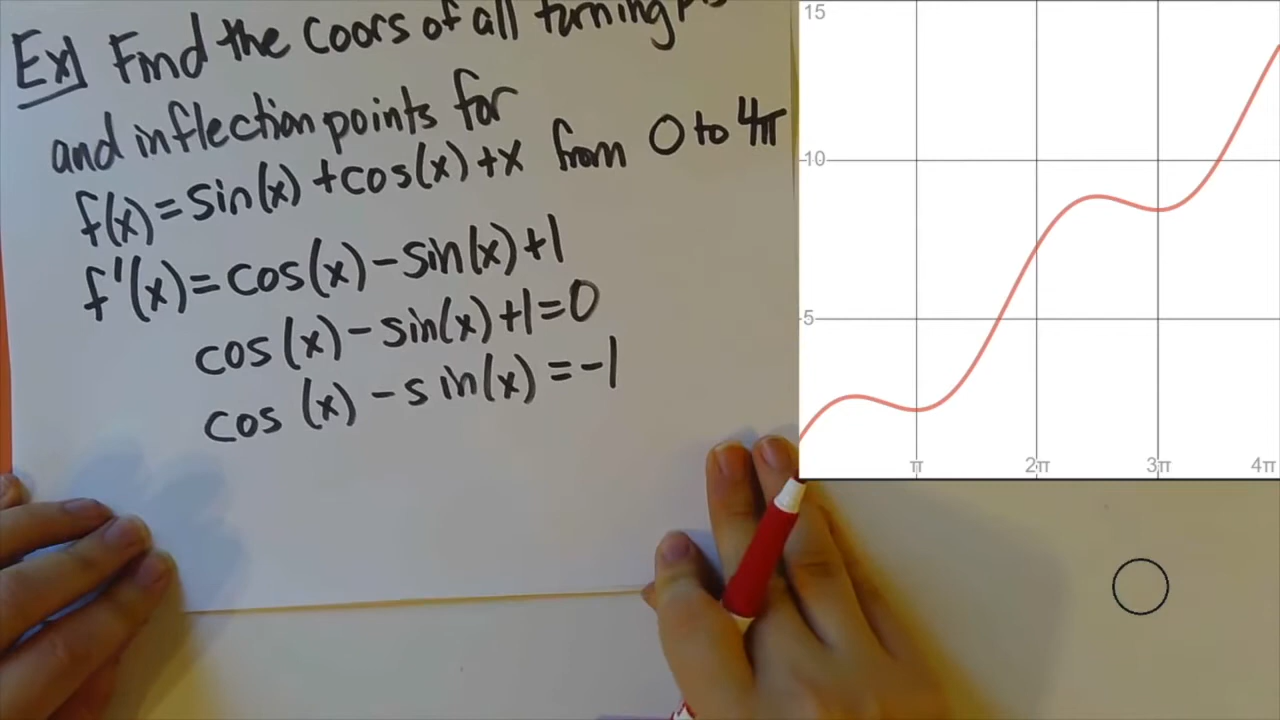 Ex) Find the coors of all turning
and inflection points for
f(x)=sin(x)+cos(x)+x from 0 to 4π
f'(x)=cos(x)-sin(x)+1
cos(x)-sin(x)+1=0
cos(x)-sin(x)=-1
15
10
5
π 2π 3π 4π